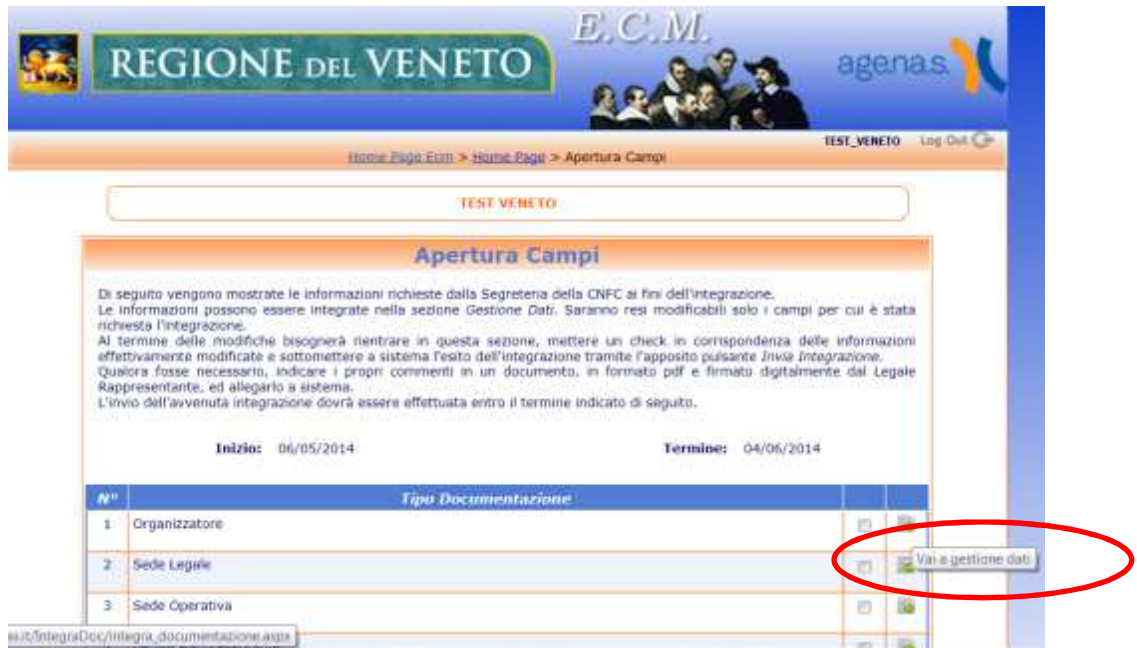 E.C.M.
REGIONE DEL VENETO
agenas
TEST_VENETO Log Out
Home Page Ecm > Home Page > Apertura Campi
TEST VENETO
Apertura Campi
Di seguito vengono mostrate le informazioni richieste dalla Segreteria della CNFC ai fini dell'integrazione.
Le informazioni possono essere integrate nella sezione Gestione Dati. Saranno resi modificabili solo i campi per cui è stata
richiesta l'integrazione.
Al termine delle modifiche bisognerà rientrare in questa sezione, mettere un check in corrispondenza delle informazioni
effettivamente modificate e sottomettere a sistema l'esito dell'integrazione tramite l'apposito pulsante Invia Integrazione.
Qualora fosse necessario, indicare i propri commenti in un documento, in formato pdf e firmato digitalmente dal Legale
Rappresentante, ed allegarlo a sistema.
L'invio dell'avvenuta integrazione dovrà essere effettuata entro il termine indicato di seguito.
Inizio: 06/05/2014 Termine: 04/06/2014
N° Tipo Documentazione
1 Organizzatore
Vai a gestione dati
2 Sede Legale
3 Sede Operativa
as.it/IntegraDoc/integra_documentazione.aspx